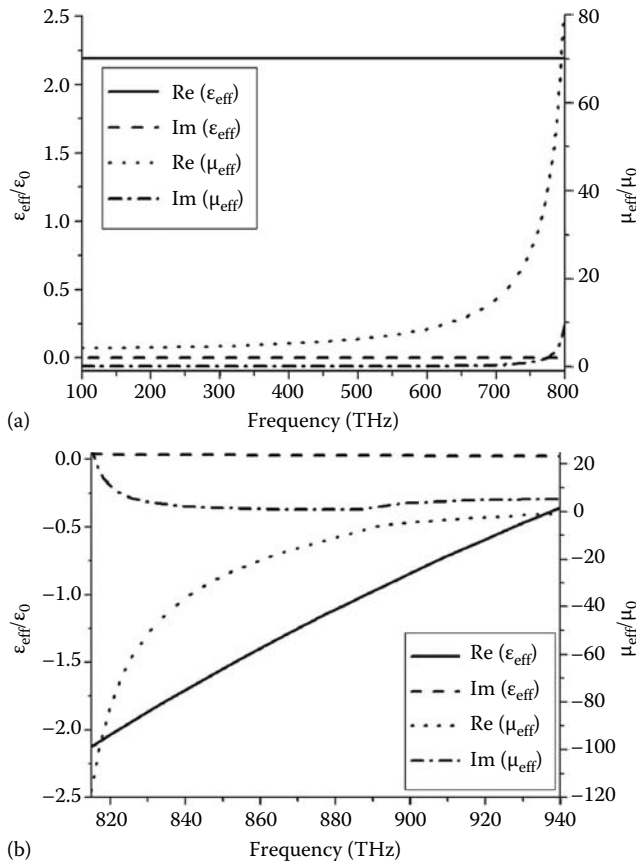 2.5
2.0
1.5
1.0
0.5
0.0
ε_eff/ε_0
80
60
40
20
0
μ_eff/μ_0
Re (ε_eff)
Im (ε_eff)
Re (μ_eff)
Im (μ_eff)
100 200 300 400 500 600 700 800
(a)
Frequency (THz)
0.0
−0.5
−1.0
−1.5
−2.0
−2.5
ε_eff/ε_0
20
0
−20
−40
−60
−80
−100
−120
μ_eff/μ_0
Re (ε_eff)
Im (ε_eff)
Re (μ_eff)
Im (μ_eff)
820 840 860 880 900 920 940
(b)
Frequency (THz)